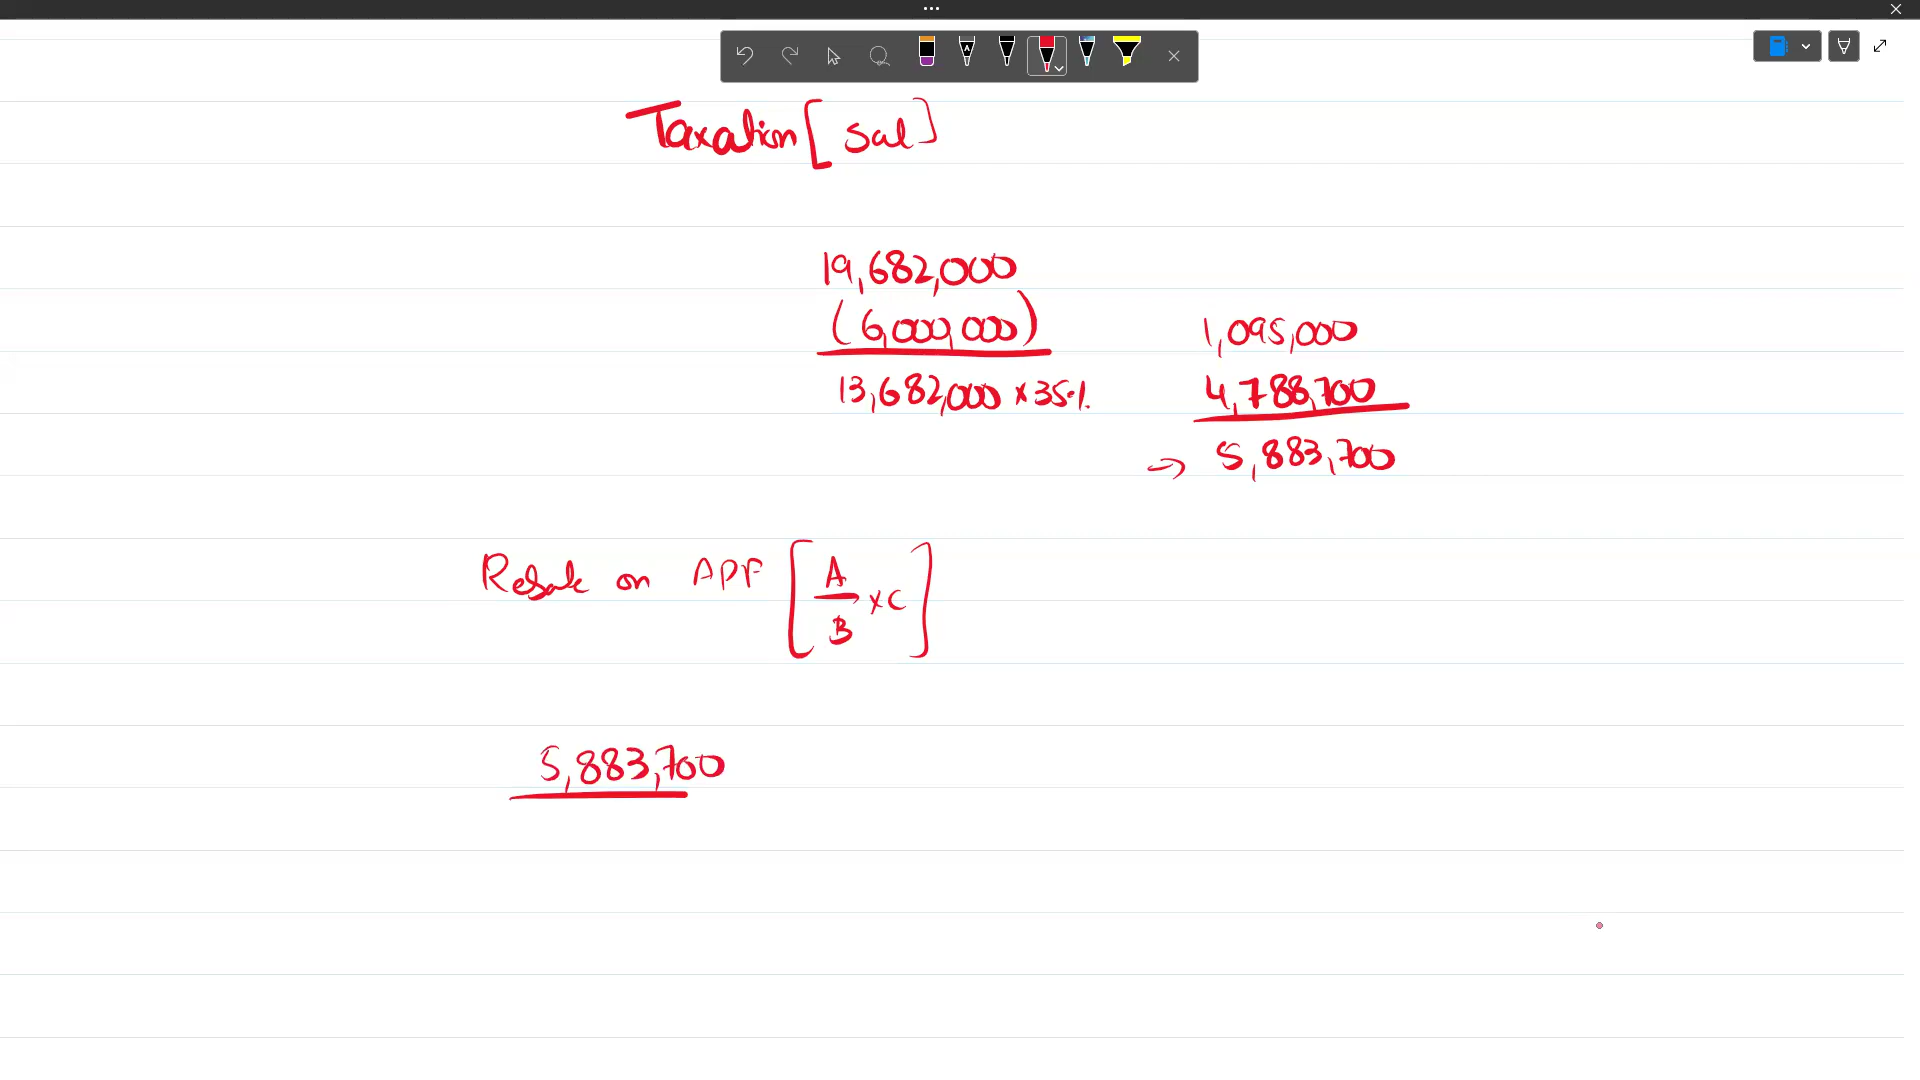 Taxation [Sal]
19,682,000
(6,000,000)
13,682,000 × 35%
1,095,000
4,788,700
→ 5,883,700
Rebate on APF [A/B × C]
5,883,700